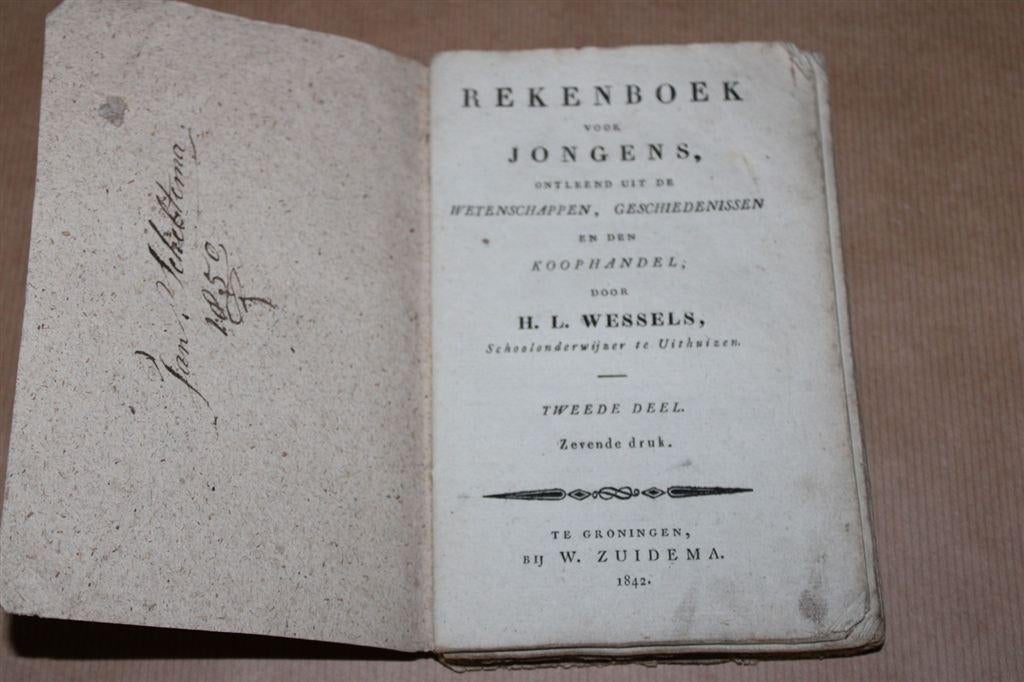 1850
REKENBOEK
VOOR
JONGENS,
ONTLEEND UIT DE
WETENSCHAPPEN, GESCHIEDENISSEN
EN DEN
KOOPHANDEL;
DOOR
H. L. WESSELS,
Schoolonderwijzer te Uithuizen.
TWEEDE DEEL.
Zevende druk.
TE GRONINGEN,
BIJ W. ZUIDEMA.
1842.